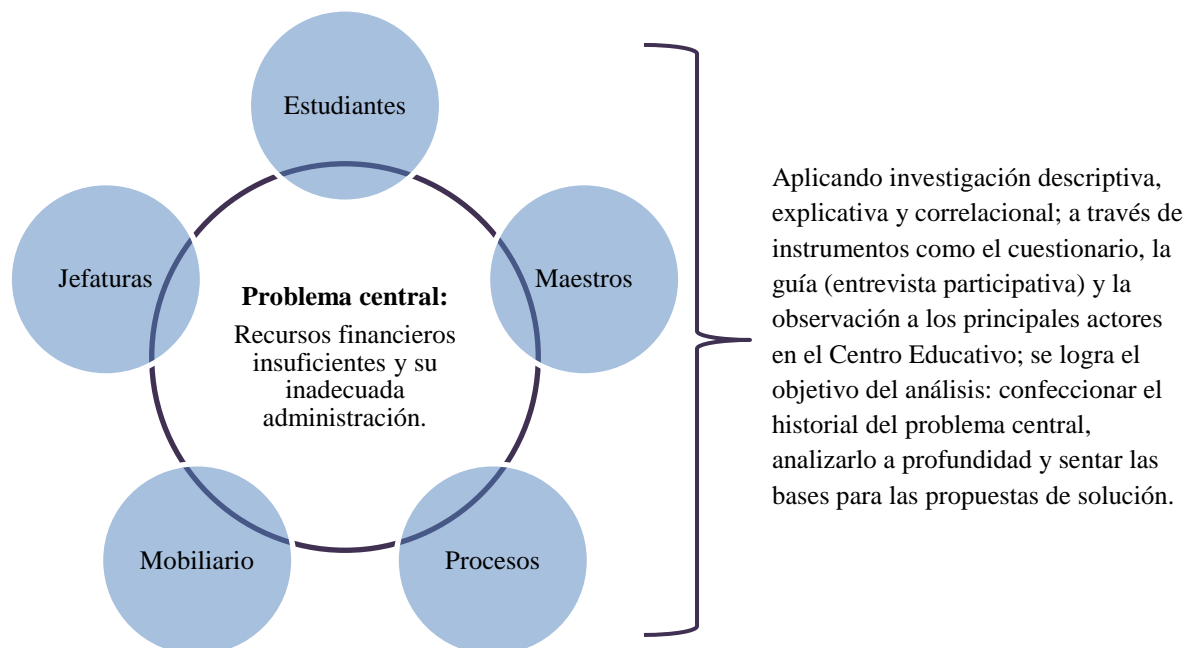 Estudiantes
Jefaturas
Maestros
Problema central:
Recursos financieros
insuficientes y su
inadecuada
administración.
Mobiliario
Procesos
Aplicando investigación descriptiva,
explicativa y correlacional; a través de
instrumentos como el cuestionario, la
guía (entrevista participativa) y la
observación a los principales actores
en el Centro Educativo; se logra el
objetivo del análisis: confeccionar el
historial del problema central,
analizarlo a profundidad y sentar las
bases para las propuestas de solución.